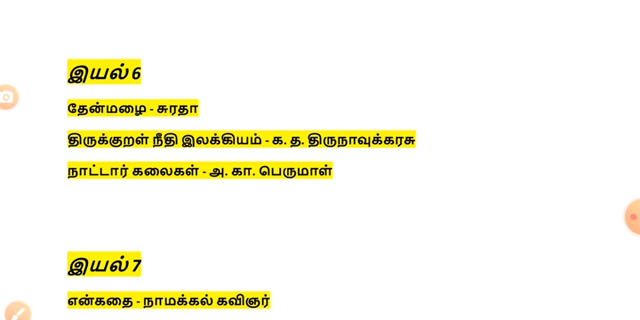 இயல் 6
தேன்மழை - சுரதா
திருக்குறள் நீதி இலக்கியம் - க. த. திருநாவுக்கரசு
நாட்டார் கலைகள் - அ. கா. பெருமாள்
இயல் 7
என்கதை - நாமக்கல் கவிஞர்